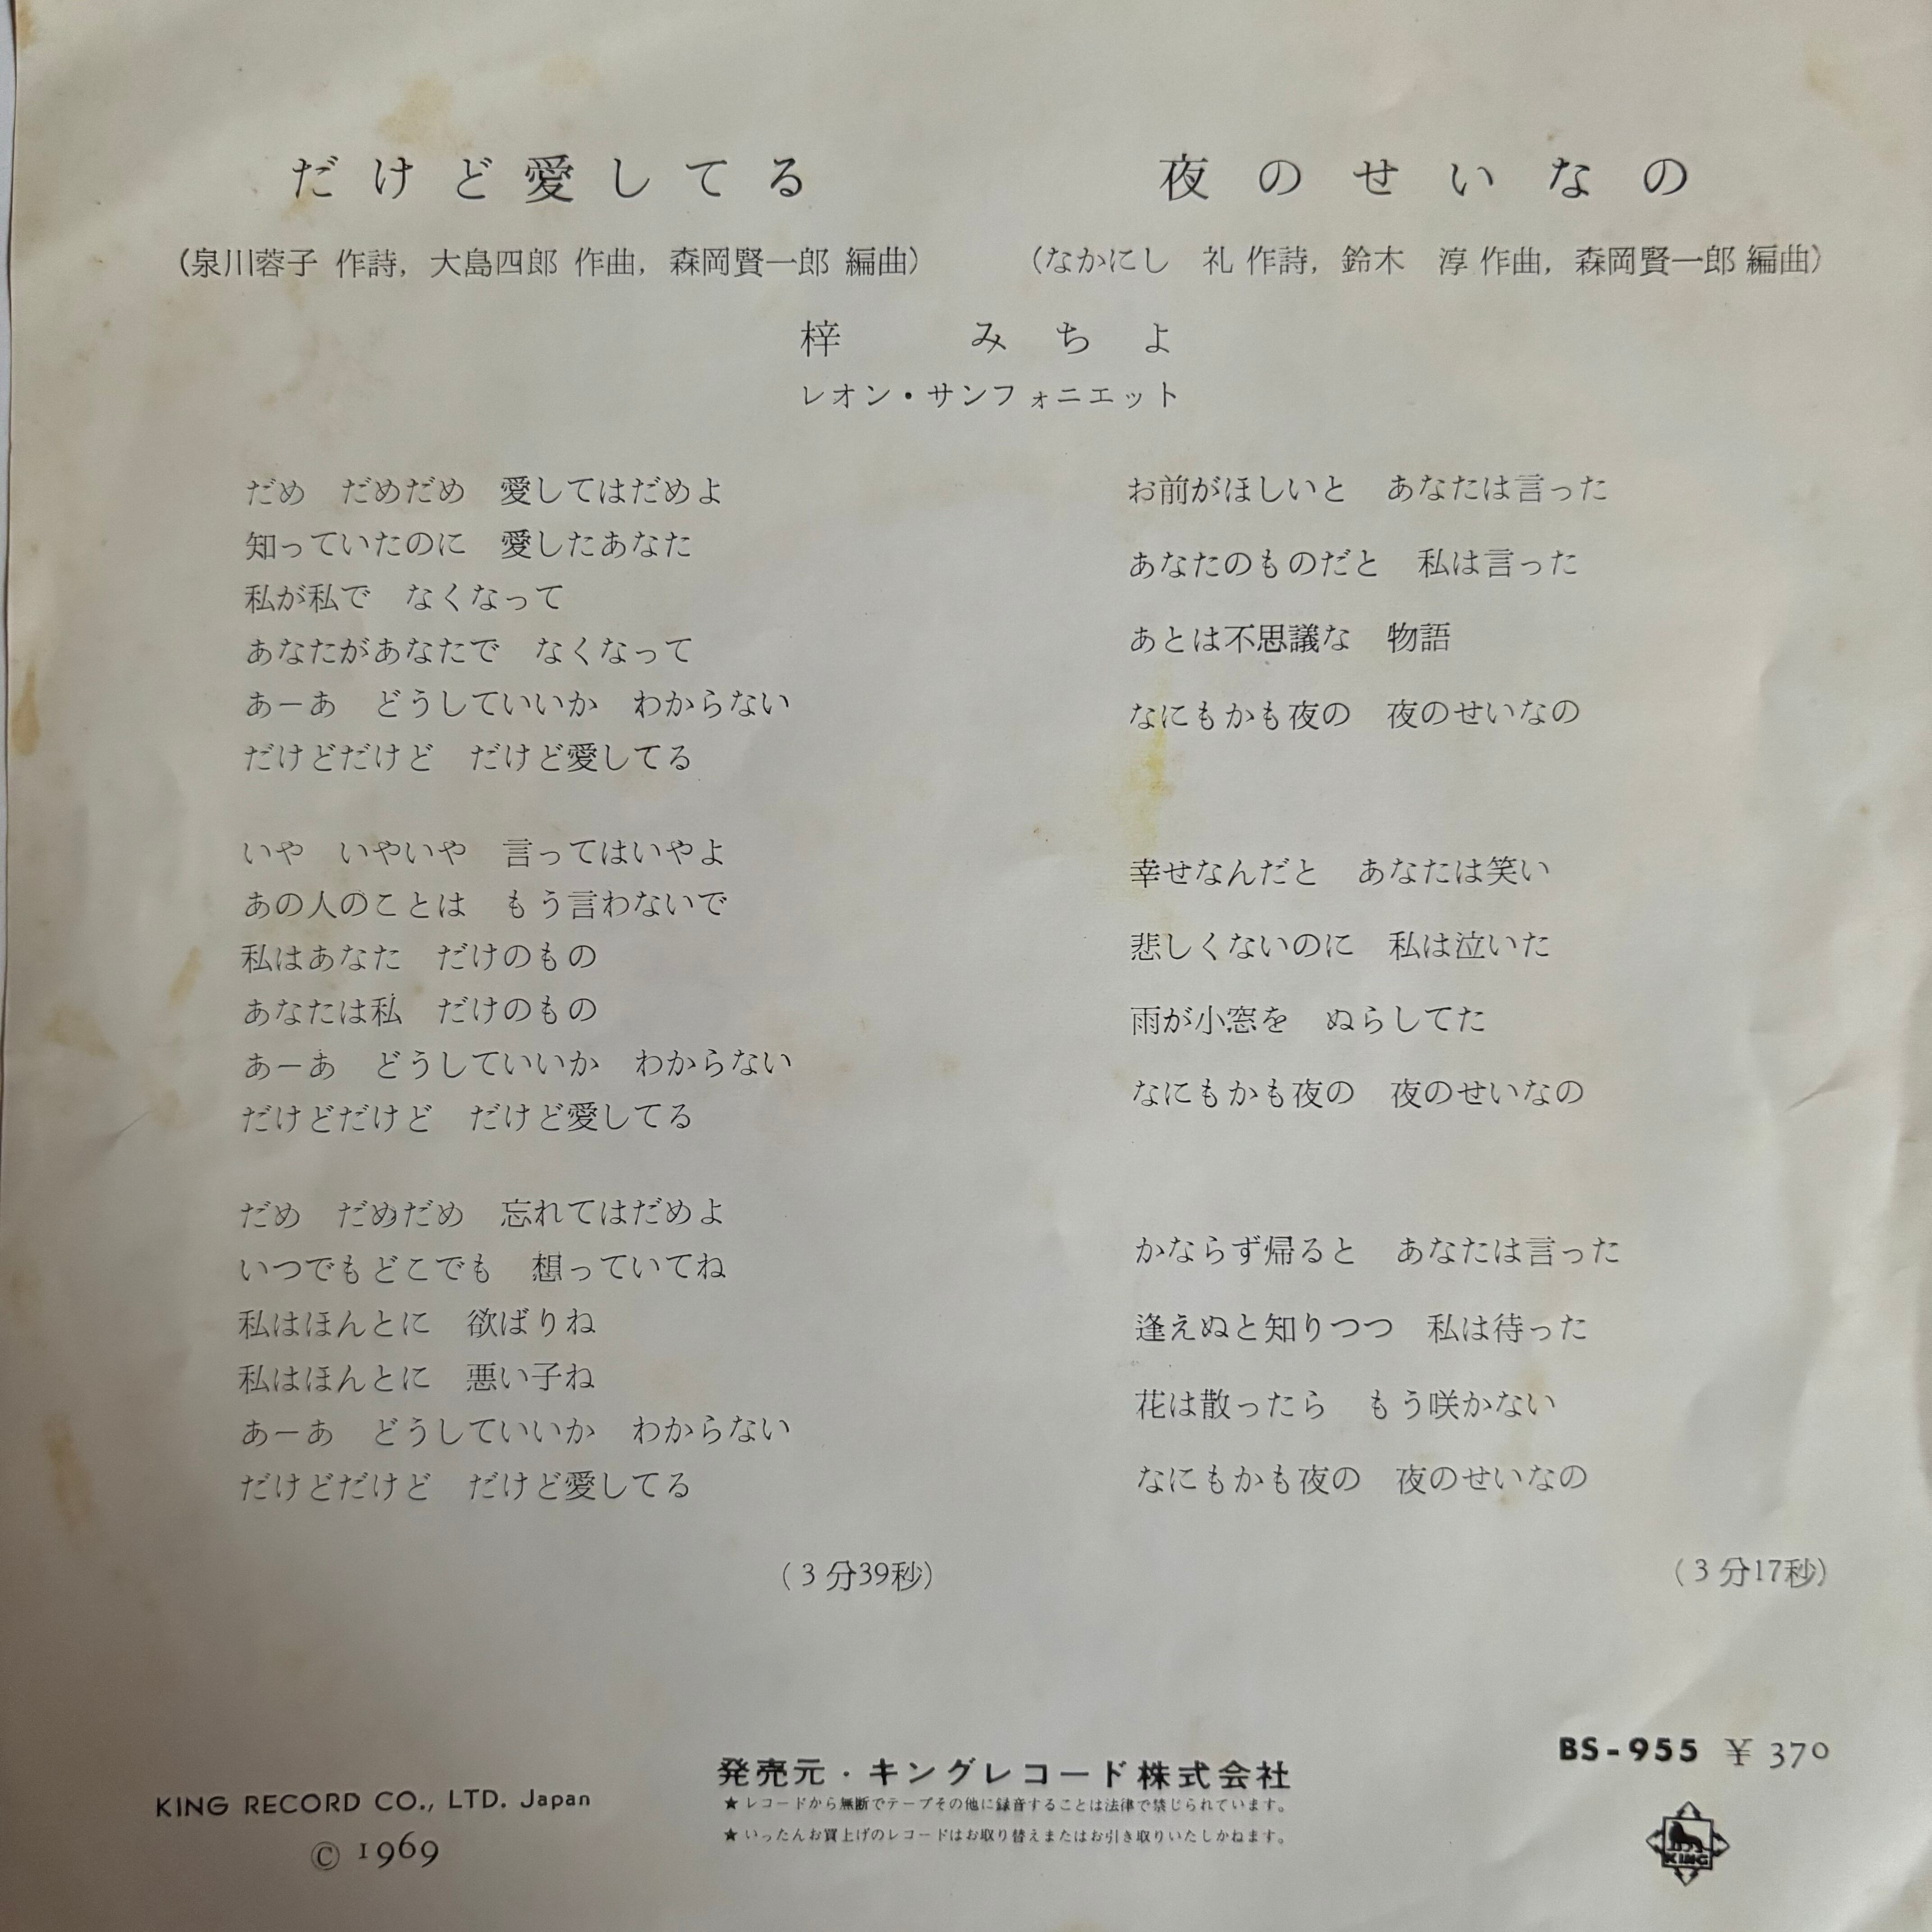 だけど愛してる
（泉川蓉子 作詩，大島四郎 作曲，森岡賢一郎 編曲）
夜のせいなの
（なかにし　礼 作詩，鈴木　淳 作曲，森岡賢一郎 編曲）
梓　みちよ
レオン・サンフォニエット
だめ　だめだめ　愛してはだめよ
知っていたのに　愛したあなた
私が私で　なくなって
あなたがあなたで　なくなって
あーあ　どうしていいか　わからない
だけどだけど　だけど愛してる
いや　いやいや　言ってはいやよ
あの人のことは　もう言わないで
私はあなた　だけのもの
あなたは私　だけのもの
あーあ　どうしていいか　わからない
だけどだけど　だけど愛してる
だめ　だめだめ　忘れてはだめよ
いつでもどこでも　想っていてね
私はほんとに　欲ばりね
私はほんとに　悪い子ね
あーあ　どうしていいか　わからない
だけどだけど　だけど愛してる
（3分39秒）
お前がほしいと　あなたは言った
あなたのものだと　私は言った
あとは不思議な　物語
なにもかも夜の　夜のせいなの
幸せなんだと　あなたは笑い
悲しくないのに　私は泣いた
雨が小窓を　ぬらしてた
なにもかも夜の　夜のせいなの
かならず帰ると　あなたは言った
逢えぬと知りつつ　私は待った
花は散ったら　もう咲かない
なにもかも夜の　夜のせいなの
（3分17秒）
KING RECORD CO., LTD. Japan
© 1969
発売元・キングレコード株式会社
★レコードから無断でテープその他に録音することは法律で禁じられています。
★いったんお買上げのレコードはお取り替えまたはお引き取りいたしかねます。
BS-955 ¥ 370
KING